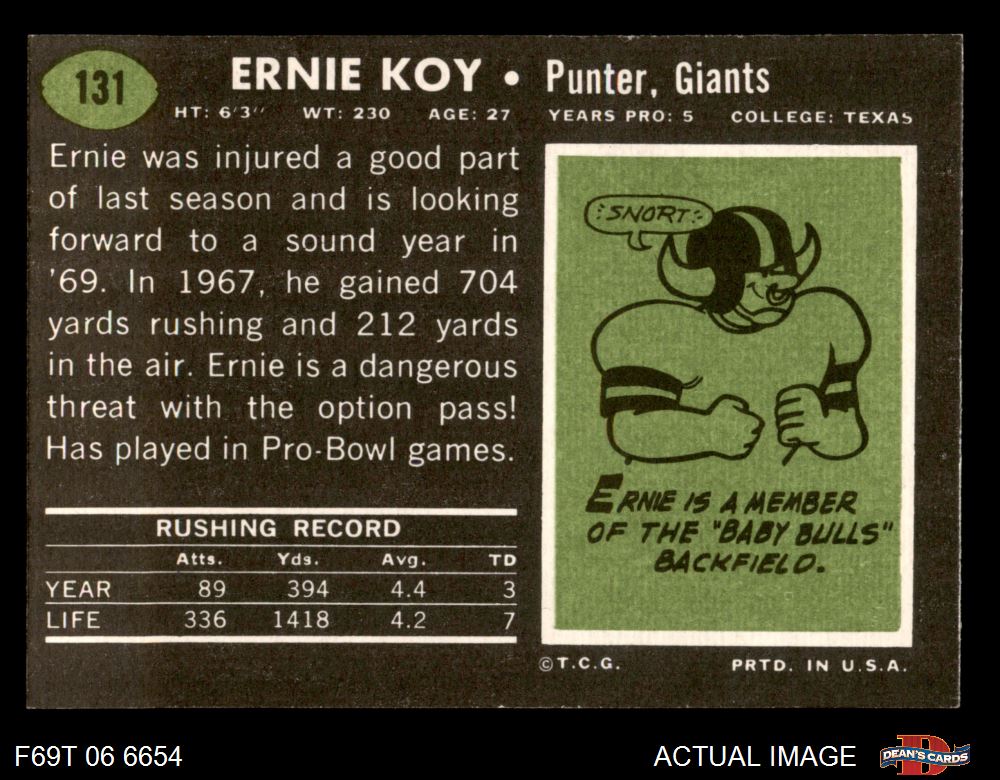 131
ERNIE KOY • Punter, Giants
HT: 6'3" WT: 230 AGE: 27 YEARS PRO: 5 COLLEGE: TEXAS
Ernie was injured a good part
of last season and is looking
forward to a sound year in
'69. In 1967, he gained 704
yards rushing and 212 yards
in the air. Ernie is a dangerous
threat with the option pass!
Has played in Pro-Bowl games.
RUSHING RECORD
Atts. Yds. Avg. TD
YEAR 89 394 4.4 3
LIFE 336 1418 4.2 7
:SNORT:
ERNIE IS A MEMBER
OF THE "BABY BULLS"
BACKFIELD.
©T.C.G. PRTD. IN U.S.A.
F69T 06 6654
ACTUAL IMAGE
D
DEAN'S CARDS